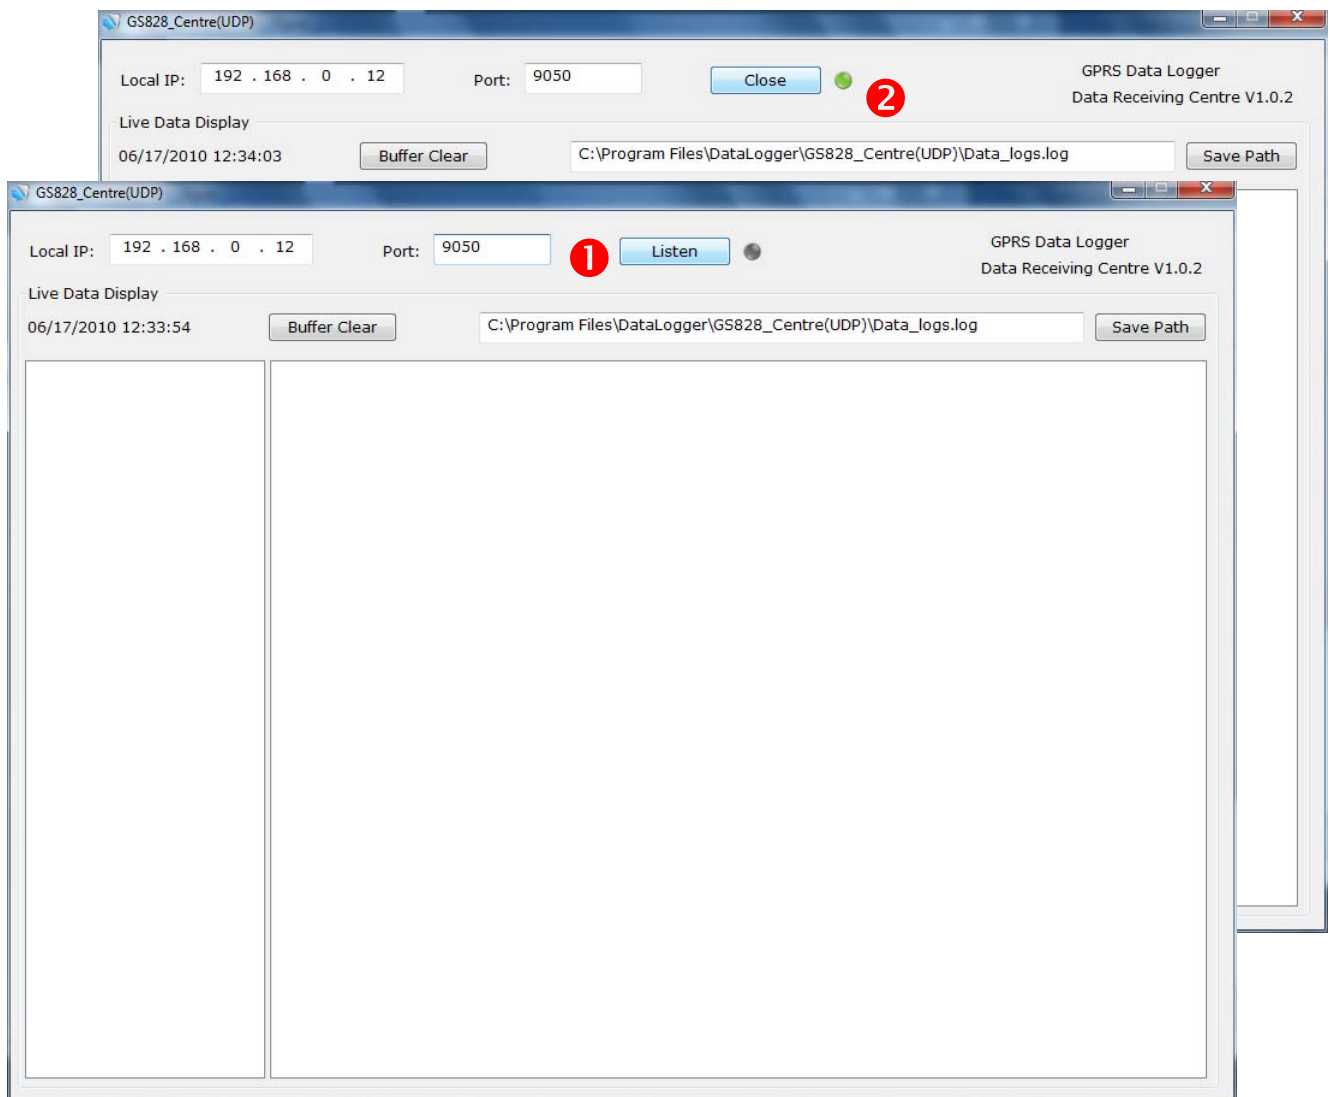 GS828_Centre(UDP)
Local IP: 192 . 168 . 0 . 12 Port: 9050 Close 2 GPRS Data Logger
Data Receiving Centre V1.0.2
Live Data Display
06/17/2010 12:34:03 Buffer Clear C:\Program Files\DataLogger\GS828_Centre(UDP)\Data_logs.log Save Path
GS828_Centre(UDP)
Local IP: 192 . 168 . 0 . 12 Port: 9050 1 Listen GPRS Data Logger
Data Receiving Centre V1.0.2
Live Data Display
06/17/2010 12:33:54 Buffer Clear C:\Program Files\DataLogger\GS828_Centre(UDP)\Data_logs.log Save Path